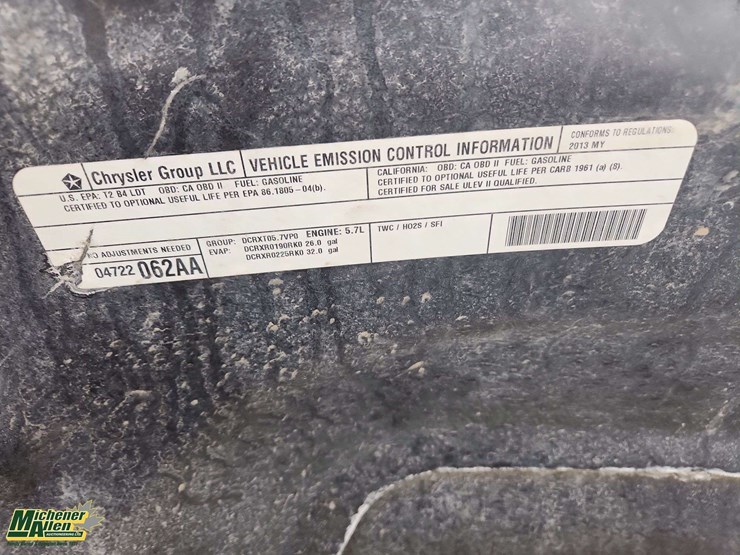 Chrysler Group LLC
VEHICLE EMISSION CONTROL INFORMATION
CONFORMS TO REGULATIONS:
2013 MY
U.S. EPA: T2 B4 LDT OBD: CA OBD II FUEL: GASOLINE
CERTIFIED TO OPTIONAL USEFUL LIFE PER EPA 86.1805-04(b).
CALIFORNIA: OBD: CA OBD II FUEL: GASOLINE
CERTIFIED TO OPTIONAL USEFUL LIFE PER CARB 1961 (a) (8).
CERTIFIED FOR SALE ULEV II QUALIFIED.
NO ADJUSTMENTS NEEDED
04722 062AA
GROUP: DCRXT05.7VP0 ENGINE: 5.7L
EVAP: DCRXR0190RK0 26.0 gal
DCRXR0225RK0 32.0 gal
TWC / HO2S / SFI
Michener
Allen
AUCTIONEERING LTD.